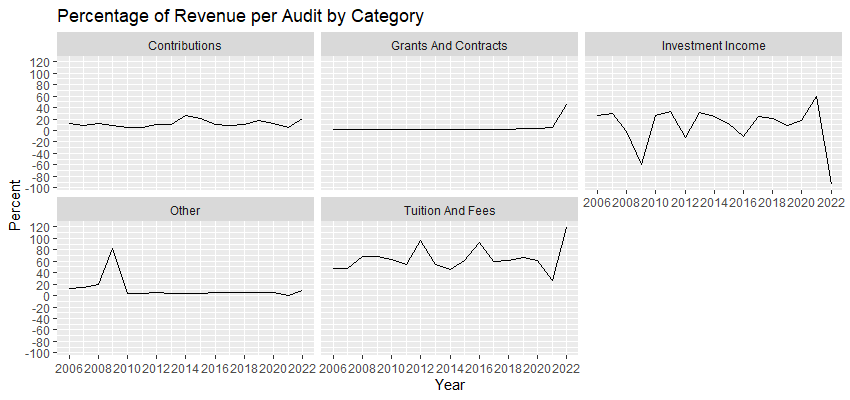 Percentage of Revenue per Audit by Category
Contributions
Grants And Contracts
Investment Income
120
100
80
60
40
20
0
-20
-40
-60
-80
-100
2006 2008 2010 2012 2014 2016 2018 2020 2022
Percent
Other
Tuition And Fees
120
100
80
60
40
20
0
-20
-40
-60
-80
-100
2006 2008 2010 2012 2014 2016 2018 2020 2022
2006 2008 2010 2012 2014 2016 2018 2020 2022
Year